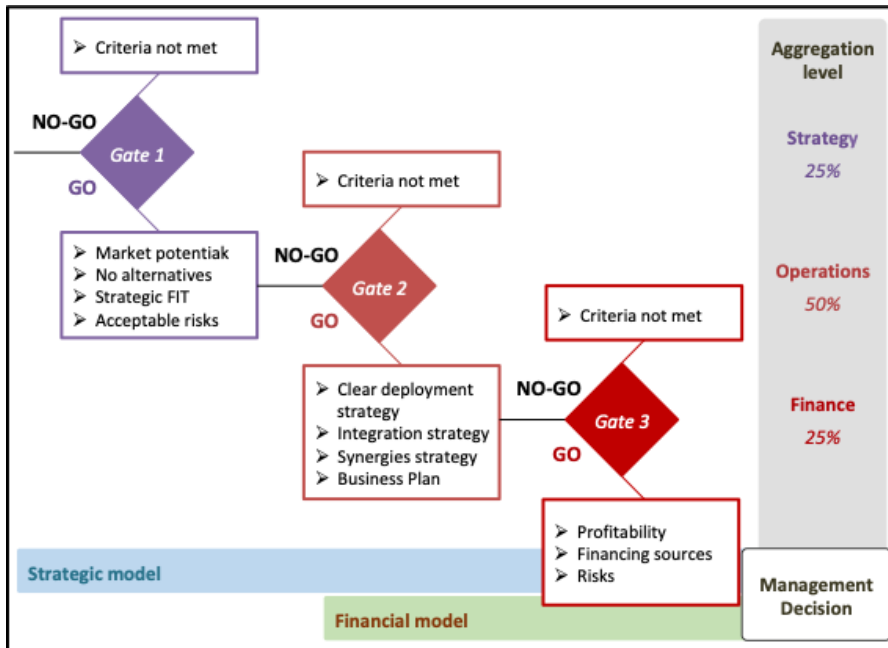 ➢ Criteria not met
NO-GO
Gate 1
GO
➢ Market potentiak
➢ No alternatives
➢ Strategic FIT
➢ Acceptable risks
➢ Criteria not met
NO-GO
Gate 2
GO
➢ Clear deployment
strategy
➢ Integration strategy
➢ Synergies strategy
➢ Business Plan
➢ Criteria not met
NO-GO
Gate 3
GO
➢ Profitability
➢ Financing sources
➢ Risks
Aggregation
level
Strategy
25%
Operations
50%
Finance
25%
Strategic model
Financial model
Management
Decision